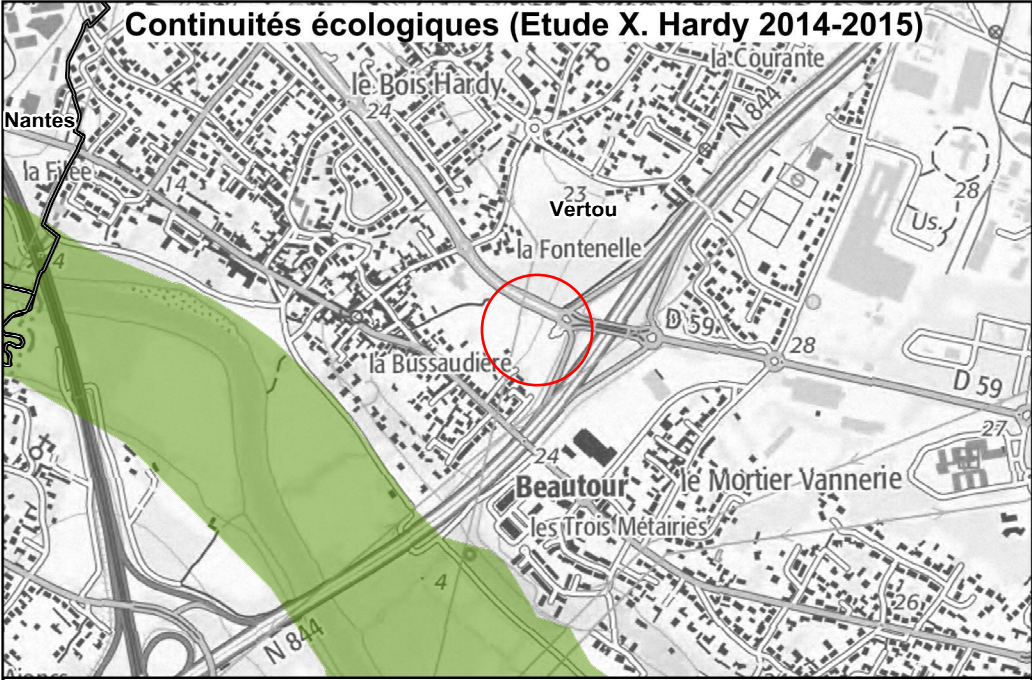 Continuités écologiques (Etude X. Hardy 2014-2015)
la Courante
le Bois Hardy
24
N 844
Nantes
la Filée
14
23
Vertou
28
Us.
la Fontenelle
D 59
28
la Bussaudière
D 59
27
24
Beautour
le Mortier Vannerie
les Trois Métairies
4
26
N 844